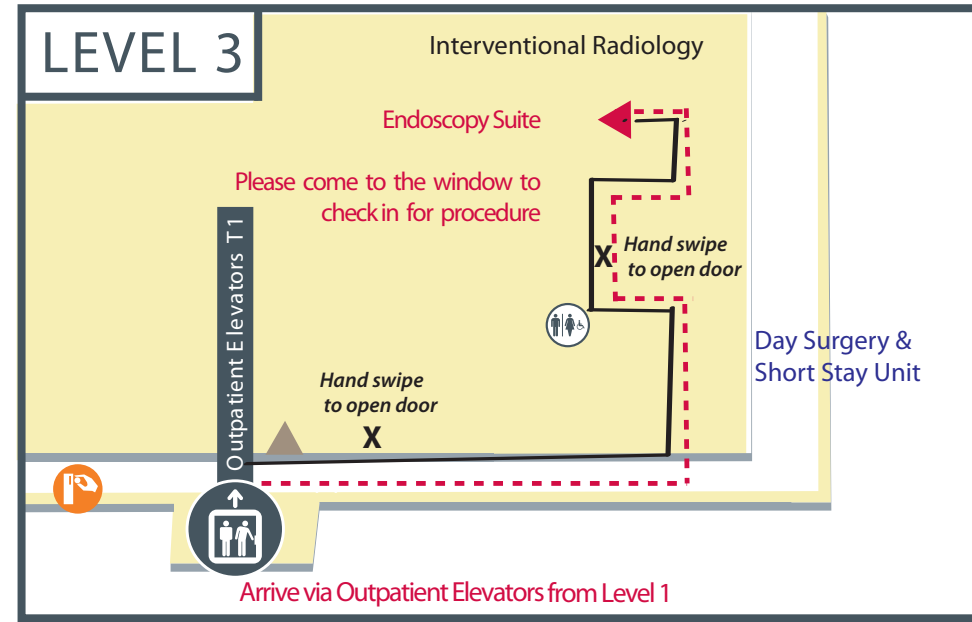 LEVEL 3
Interventional Radiology
Endoscopy Suite
Please come to the window to
check in for procedure
Hand swipe
to open door
X
Outpatient Elevators T1
Day Surgery &
Short Stay Unit
Hand swipe
to open door
X
Arrive via Outpatient Elevators from Level 1